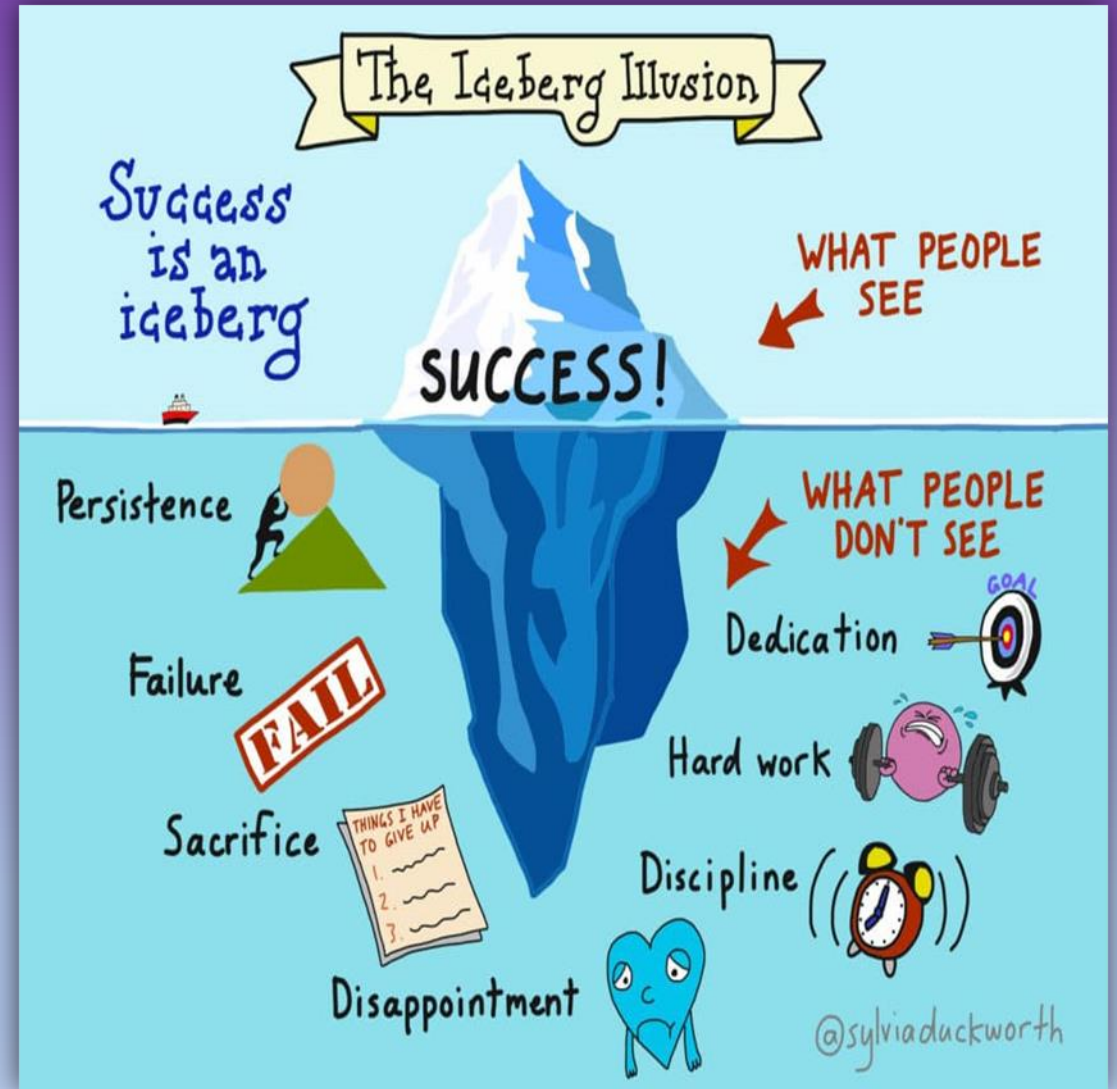 The Iceberg Illusion
Success
is an
iceberg
WHAT PEOPLE
SEE
SUCCESS!
Persistence
WHAT PEOPLE
DON'T SEE
GOAL
Dedication
Failure
FAIL
Hard work
Sacrifice
THINGS I HAVE
TO GIVE UP
1.
2.
3.
Discipline
Disappointment
@sylviaduckworth